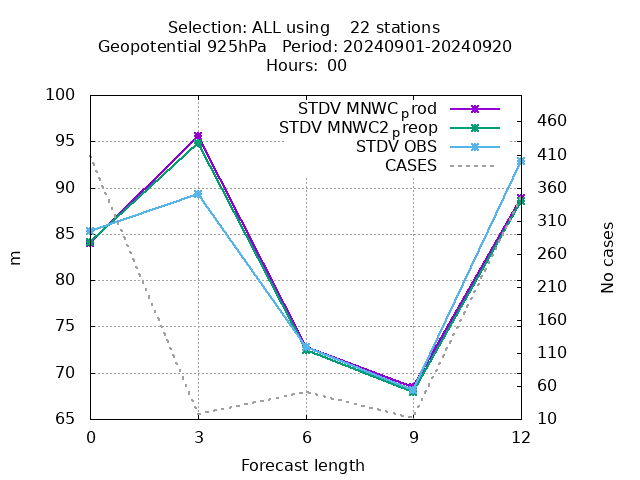 Selection: ALL using    22 stations
Geopotential 925hPa   Period: 20240901-20240920
Hours:  00
STDV MNWC_prod
STDV MNWC2_preop
STDV OBS
CASES
100
95
90
85
80
75
70
65
460
410
360
310
260
210
160
110
60
10
m
No cases
0 3 6 9 12
Forecast length